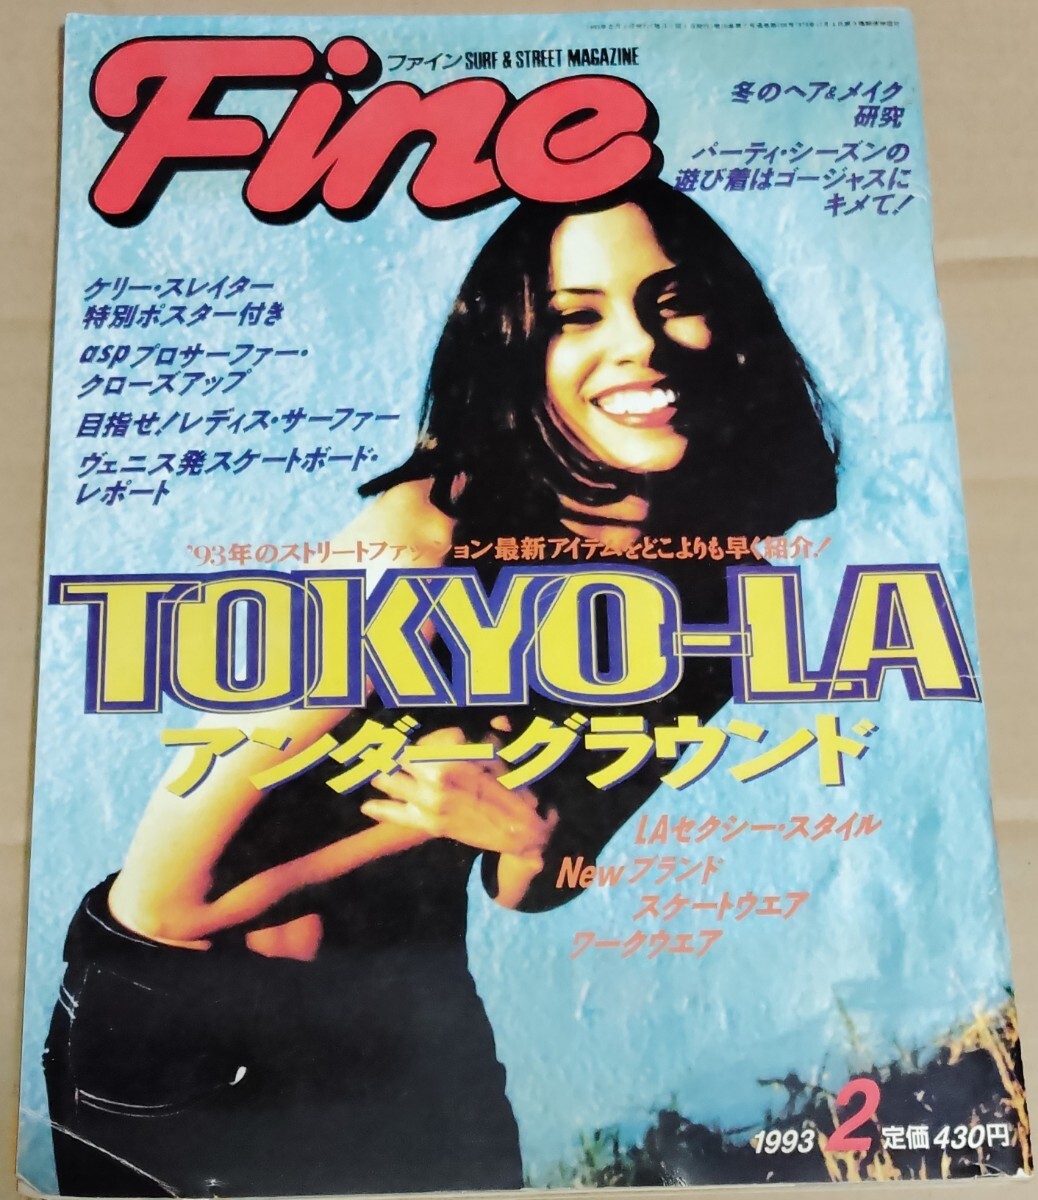 ファイン SURF & STREET MAGAZINE
Fine
冬のヘア&メイク
研究
パーティ・シーズンの
遊び着はゴージャスに
キメて!
ケリー・スレイター
特別ポスター付き
aspプロサーファー・
クローズアップ
目指せ!レディス・サーファー
ヴェニス発スケートボード・
レポート
'93年のストリートファッション最新アイテムをどこよりも早く紹介!
TOKYO-L.A
アンダーグラウンド
LAセクシー・スタイル
Newブランド
スケートウエア
ワークウエア
1993 2 定価430円